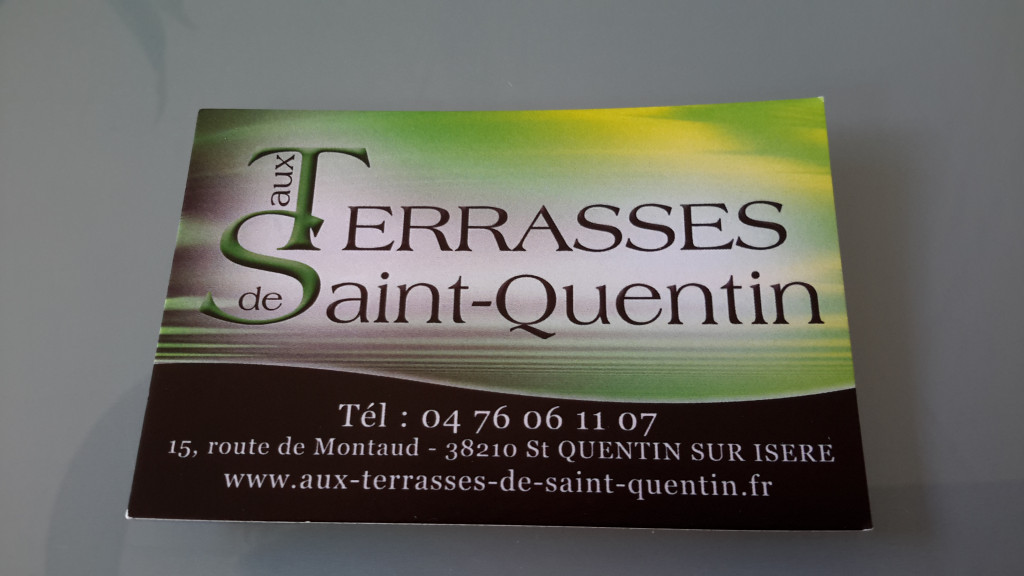 aux TERRASSES
de Saint-Quentin
Tél : 04 76 06 11 07
15, route de Montaud - 38210 St QUENTIN SUR ISERE
www.aux-terrasses-de-saint-quentin.fr